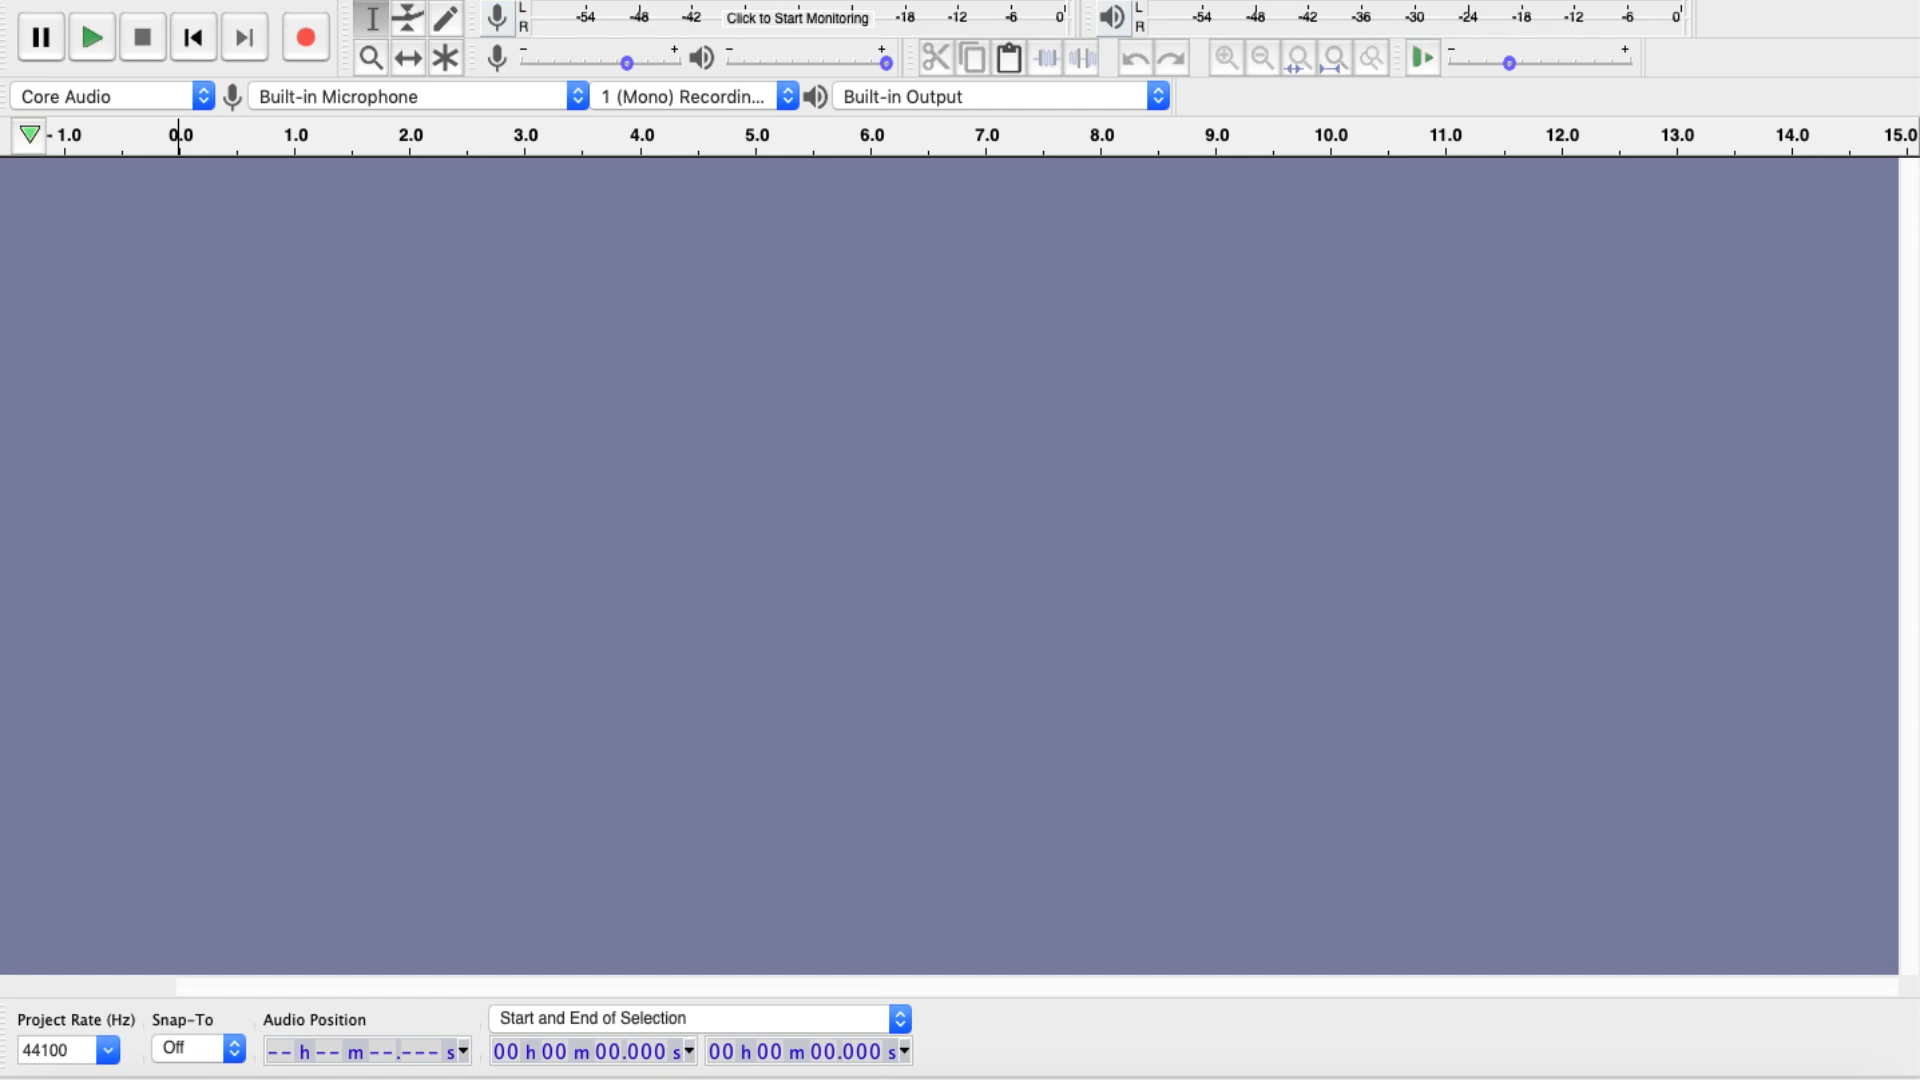 L
R
-54 -48 -42 Click to Start Monitoring -18 -12 -6 0
L
R
-54 -48 -42 -36 -30 -24 -18 -12 -6 0
- + - + - +
Core Audio Built-in Microphone 1 (Mono) Recordin... Built-in Output
- 1.0 0.0 1.0 2.0 3.0 4.0 5.0 6.0 7.0 8.0 9.0 10.0 11.0 12.0 13.0 14.0 15.0
Project Rate (Hz) Snap-To Audio Position Start and End of Selection
44100 Off -- h -- m --.--- s 00 h 00 m 00.000 s 00 h 00 m 00.000 s